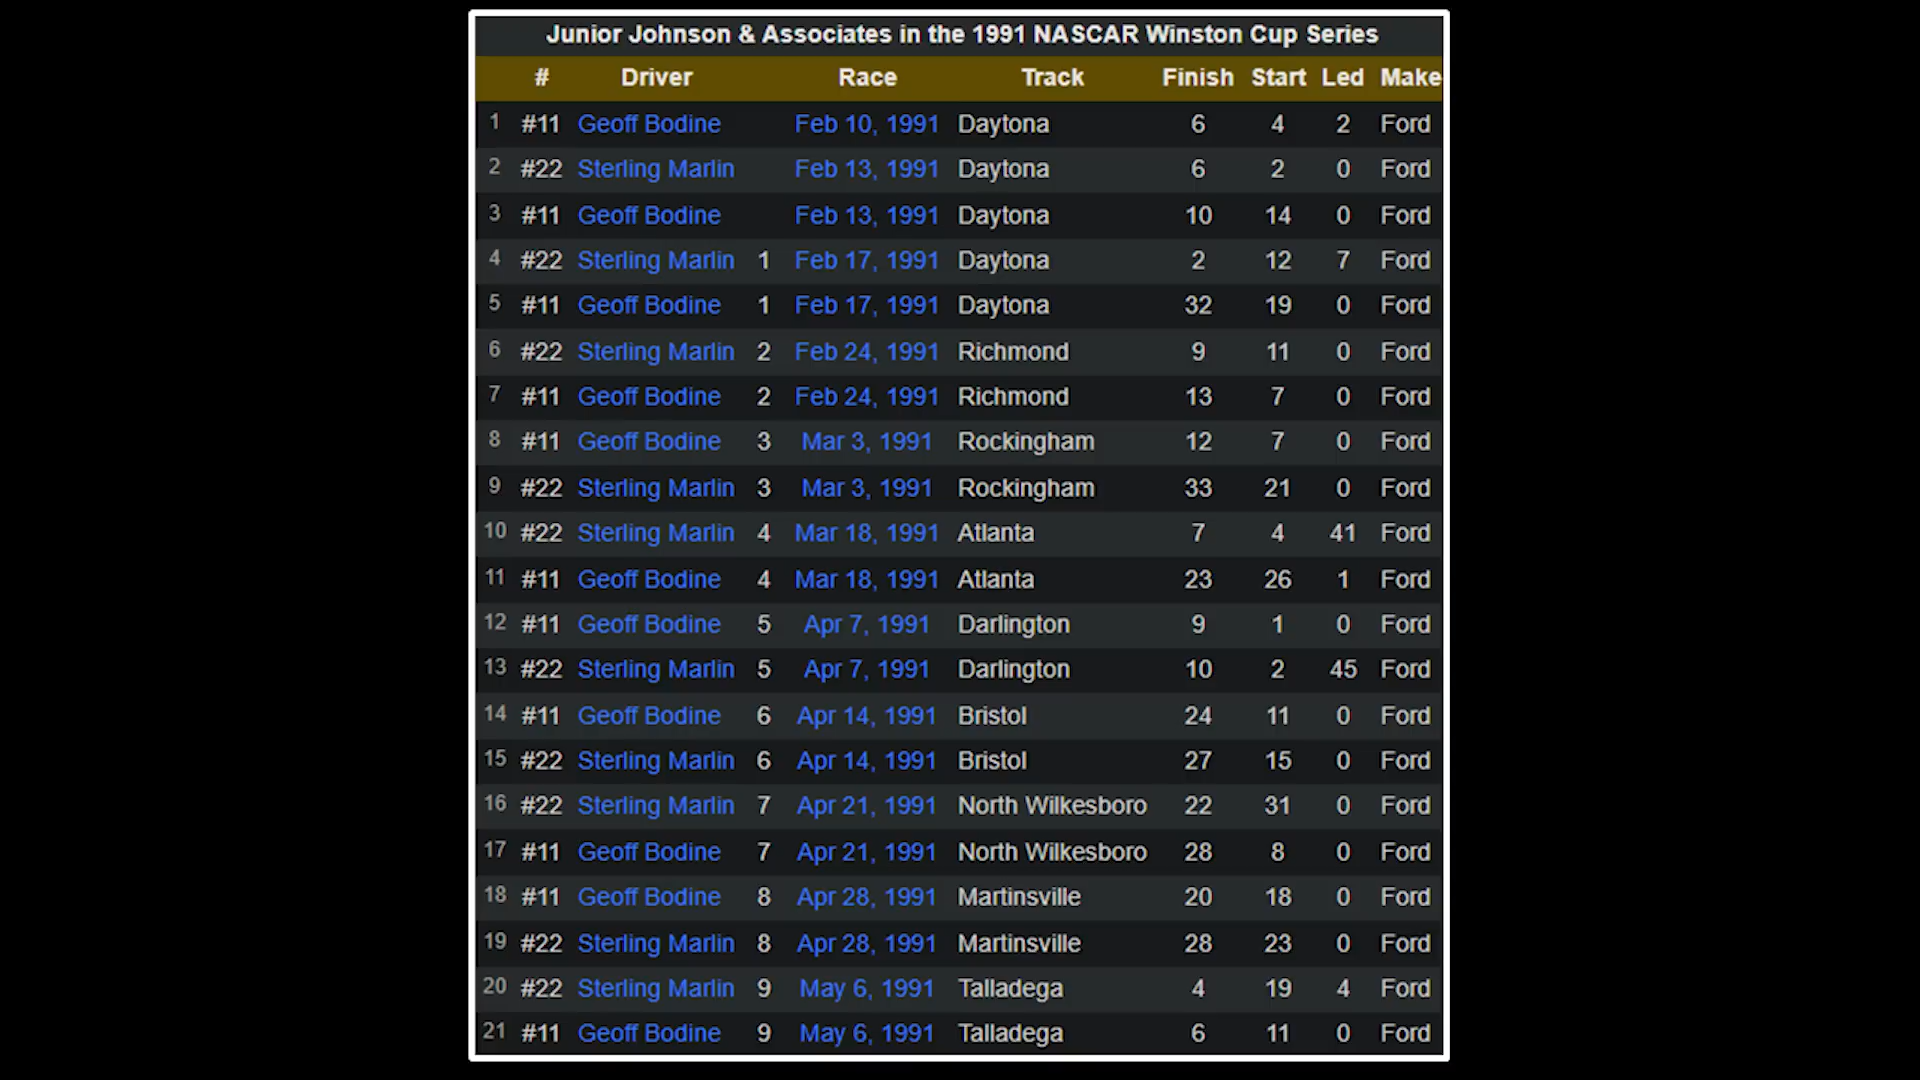 Junior Johnson & Associates in the 1991 NASCAR Winston Cup Series
# Driver Race Track Finish Start Led Make
1 #11 Geoff Bodine Feb 10, 1991 Daytona 6 4 2 Ford
2 #22 Sterling Marlin Feb 13, 1991 Daytona 6 2 0 Ford
3 #11 Geoff Bodine Feb 13, 1991 Daytona 10 14 0 Ford
4 #22 Sterling Marlin 1 Feb 17, 1991 Daytona 2 12 7 Ford
5 #11 Geoff Bodine 1 Feb 17, 1991 Daytona 32 19 0 Ford
6 #22 Sterling Marlin 2 Feb 24, 1991 Richmond 9 11 0 Ford
7 #11 Geoff Bodine 2 Feb 24, 1991 Richmond 13 7 0 Ford
8 #11 Geoff Bodine 3 Mar 3, 1991 Rockingham 12 7 0 Ford
9 #22 Sterling Marlin 3 Mar 3, 1991 Rockingham 33 21 0 Ford
10 #22 Sterling Marlin 4 Mar 18, 1991 Atlanta 7 4 41 Ford
11 #11 Geoff Bodine 4 Mar 18, 1991 Atlanta 23 26 1 Ford
12 #11 Geoff Bodine 5 Apr 7, 1991 Darlington 9 1 0 Ford
13 #22 Sterling Marlin 5 Apr 7, 1991 Darlington 10 2 45 Ford
14 #11 Geoff Bodine 6 Apr 14, 1991 Bristol 24 11 0 Ford
15 #22 Sterling Marlin 6 Apr 14, 1991 Bristol 27 15 0 Ford
16 #22 Sterling Marlin 7 Apr 21, 1991 North Wilkesboro 22 31 0 Ford
17 #11 Geoff Bodine 7 Apr 21, 1991 North Wilkesboro 28 8 0 Ford
18 #11 Geoff Bodine 8 Apr 28, 1991 Martinsville 20 18 0 Ford
19 #22 Sterling Marlin 8 Apr 28, 1991 Martinsville 28 23 0 Ford
20 #22 Sterling Marlin 9 May 6, 1991 Talladega 4 19 4 Ford
21 #11 Geoff Bodine 9 May 6, 1991 Talladega 6 11 0 Ford